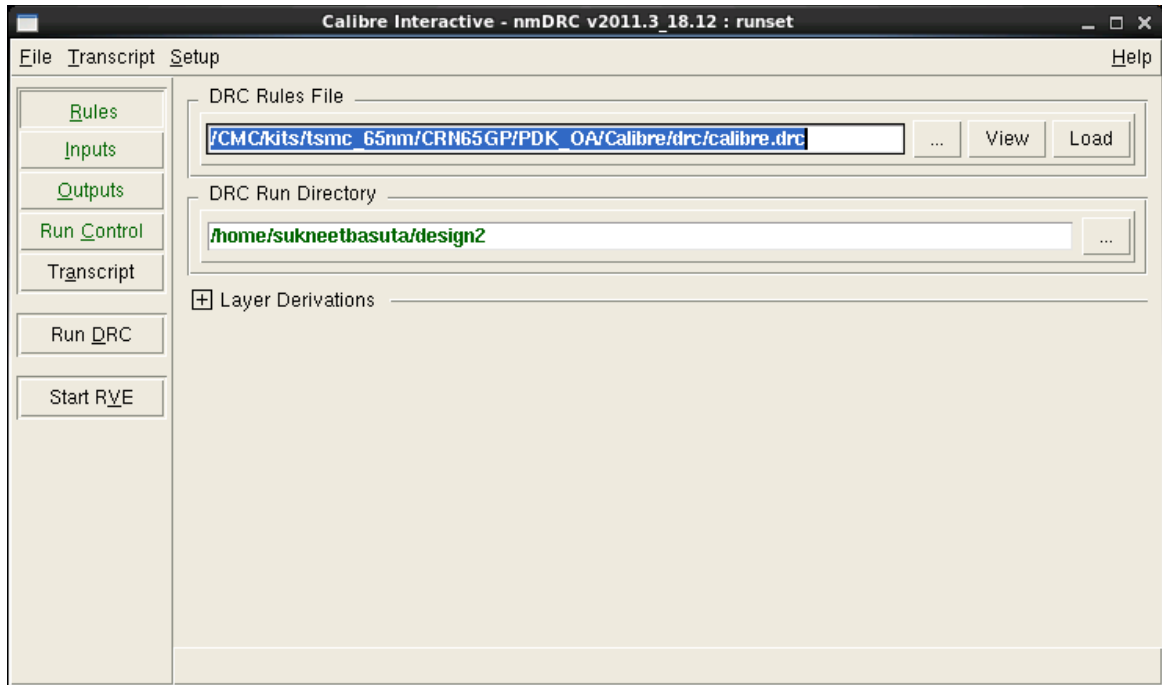 Calibre Interactive - nmDRC v2011.3_18.12 : runset
File Transcript Setup Help
Rules
Inputs
Outputs
Run Control
Transcript
Run DRC
Start RVE
DRC Rules File
/CMC/kits/tsmc_65nm/CRN65GP/PDK_OA/Calibre/drc/calibre.drc ... View Load
DRC Run Directory
/home/sukneetbasuta/design2 ...
+ Layer Derivations